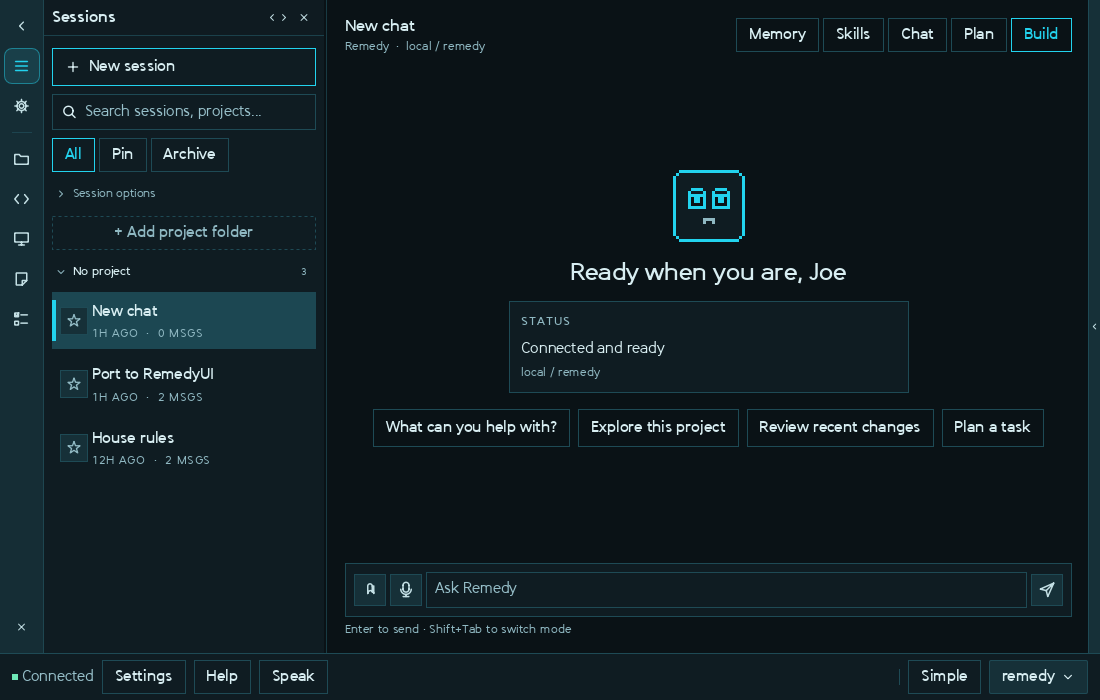 Sessions
New session
Search sessions, projects...
All
Pin
Archive
Session options
+ Add project folder
No project
3
New chat
1H AGO · 0 MSGS
Port to RemedyUI
1H AGO · 2 MSGS
House rules
12H AGO · 2 MSGS
New chat
Remedy · local / remedy
Memory
Skills
Chat
Plan
Build
Ready when you are, Joe
STATUS
Connected and ready
local / remedy
What can you help with?
Explore this project
Review recent changes
Plan a task
Ask Remedy
Enter to send · Shift+Tab to switch mode
Connected
Settings
Help
Speak
Simple
remedy